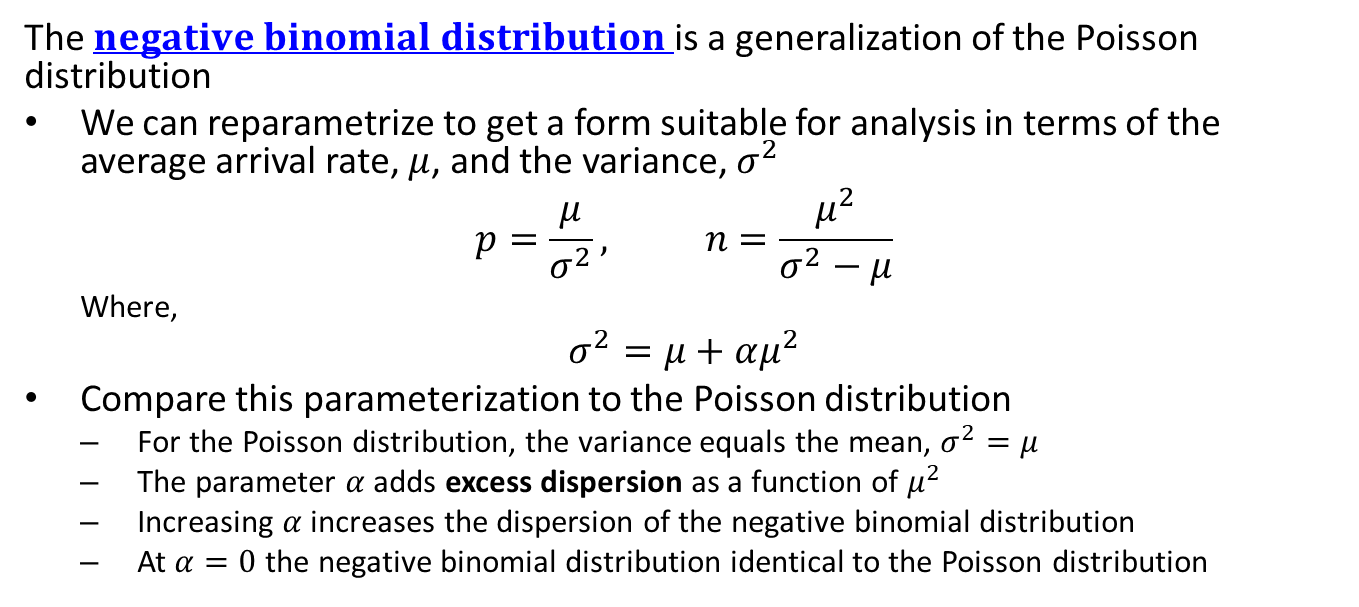 The negative binomial distribution is a generalization of the Poisson
distribution
• We can reparametrize to get a form suitable for analysis in terms of the
average arrival rate, μ, and the variance, σ²
p = μ/σ², n = μ²/(σ² − μ)
Where,
σ² = μ + αμ²
• Compare this parameterization to the Poisson distribution
– For the Poisson distribution, the variance equals the mean, σ² = μ
– The parameter α adds excess dispersion as a function of μ²
– Increasing α increases the dispersion of the negative binomial distribution
– At α = 0 the negative binomial distribution identical to the Poisson distribution